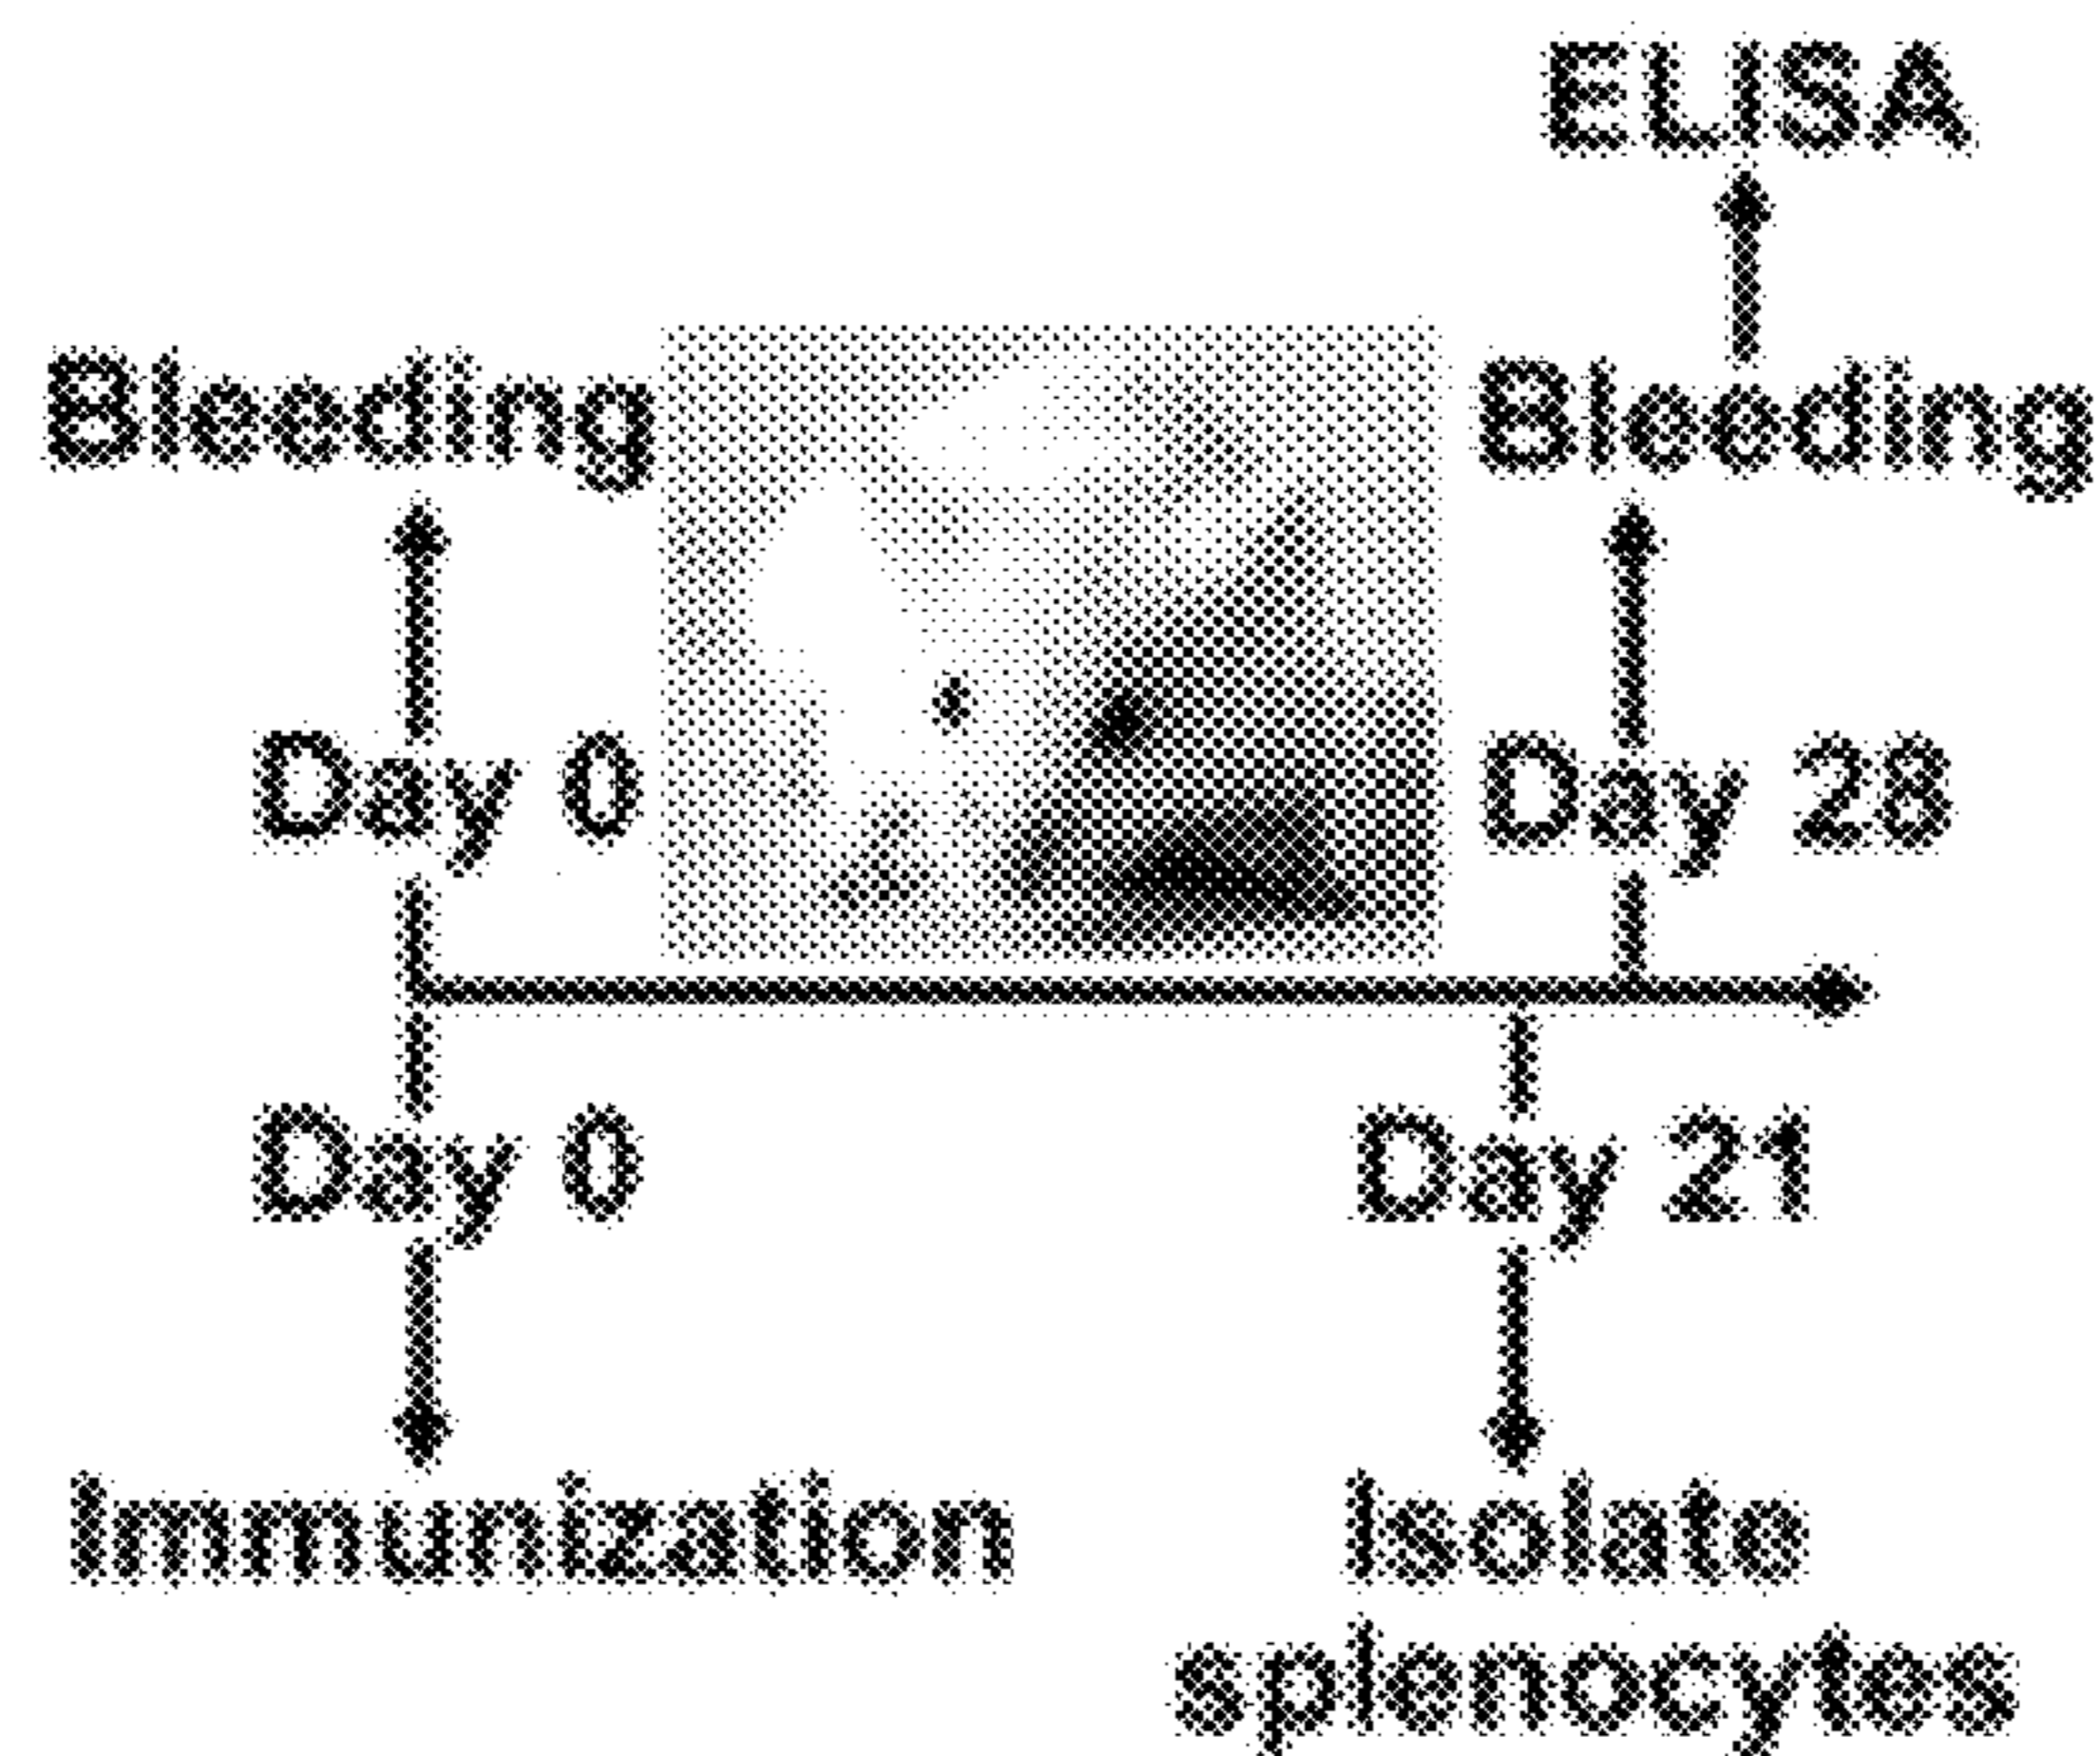 ELISA
Bleeding
Bleeding
Day 0
Day 28
Day 0
Day 21
Immunization
Isolate
splenocytes